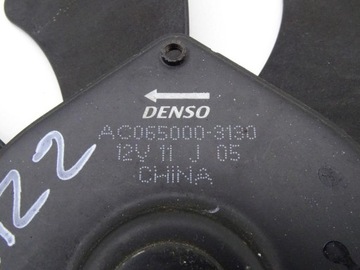 DENSO
AC065000-3130
12V 11 J 05
CHINA
122